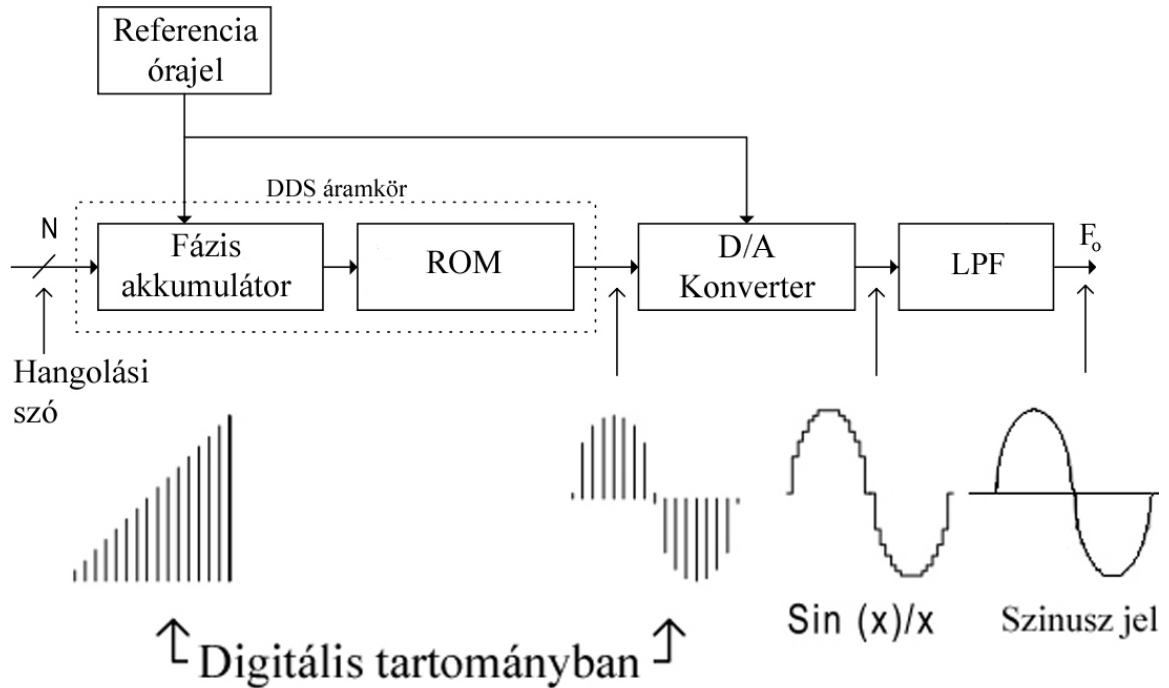 Referencia
órajel
DDS áramkör
N
Fázis
akkumulátor
ROM
D/A
Konverter
LPF
Fo
Hangolási
szó
Sin (x)/x
Szinusz jel
Digitális tartományban